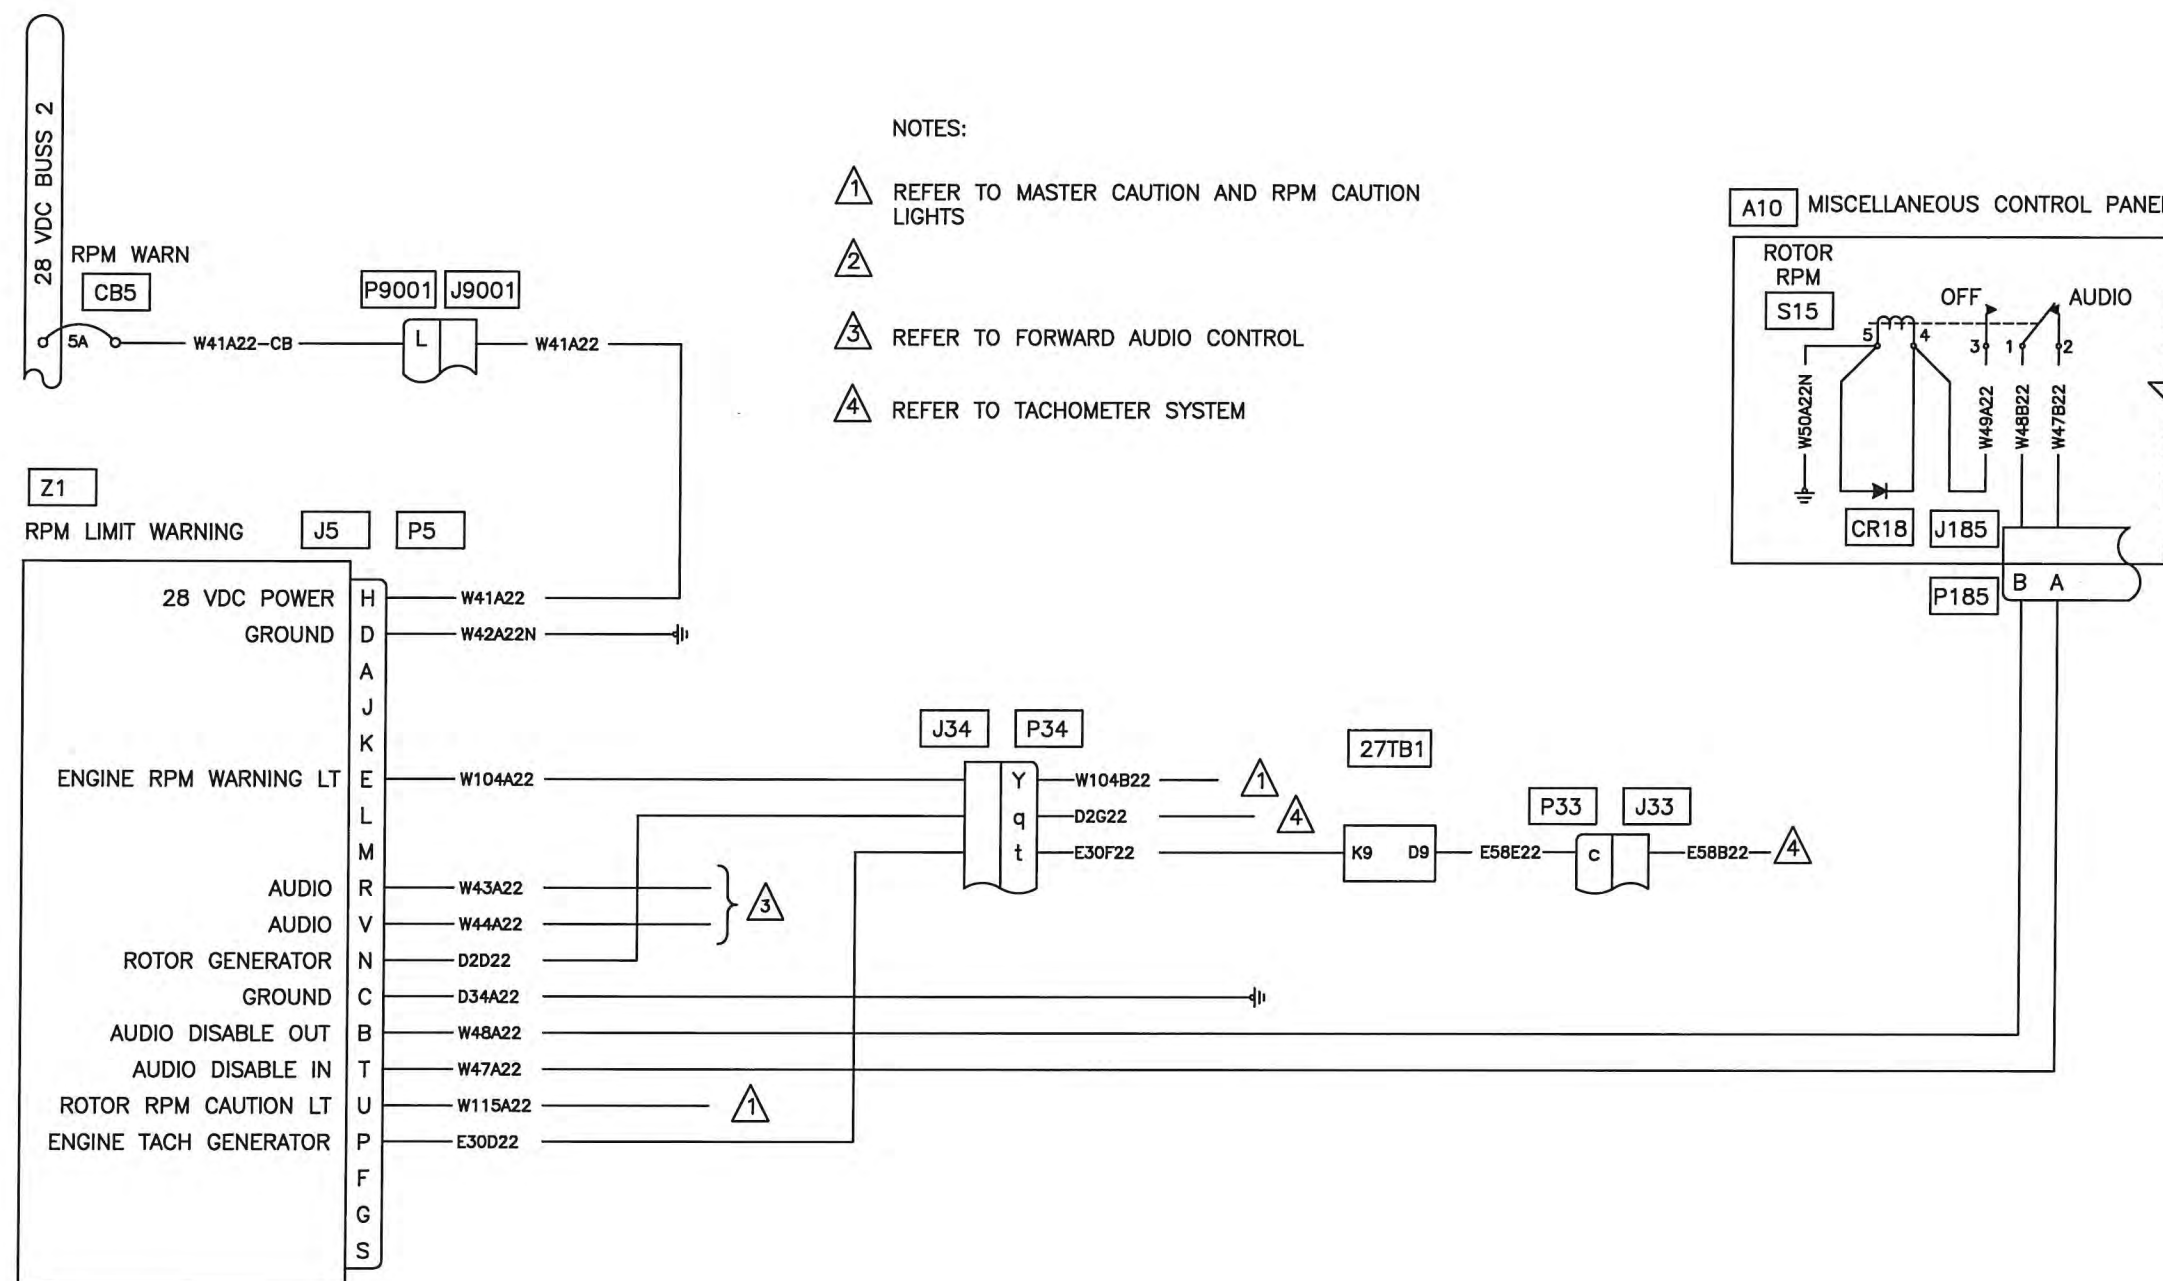 28 VDC BUSS 2
RPM WARN
CB5
5A
W41A22-CB
P9001 J9001
L
W41A22
NOTES:
1 REFER TO MASTER CAUTION AND RPM CAUTION
LIGHTS
2
3 REFER TO FORWARD AUDIO CONTROL
4 REFER TO TACHOMETER SYSTEM
A10 MISCELLANEOUS CONTROL PANEL
ROTOR
RPM
S15
OFF AUDIO
5 4 3 1 2
W50A22N
W49A22
W48B22
W47B22
CR18 J185
P185 B A
Z1
RPM LIMIT WARNING J5 P5
28 VDC POWER H W41A22
GROUND D W42A22N
A
J
K
J34 P34
27TB1
ENGINE RPM WARNING LT E W104A22 Y W104B22 1
P33 J33
L q D2G22 4
M t E30F22 K9 D9 E58E22 c E58B22 4
AUDIO R W43A22
3
AUDIO V W44A22
ROTOR GENERATOR N D2D22
GROUND C D34A22
AUDIO DISABLE OUT B W48A22
AUDIO DISABLE IN T W47A22
ROTOR RPM CAUTION LT U W115A22 1
ENGINE TACH GENERATOR P E30D22
F
G
S